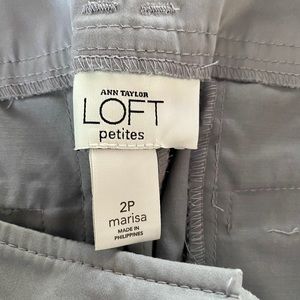 ANN TAYLOR
LOFT
petites
2P
marisa
MADE IN
PHILIPPINES